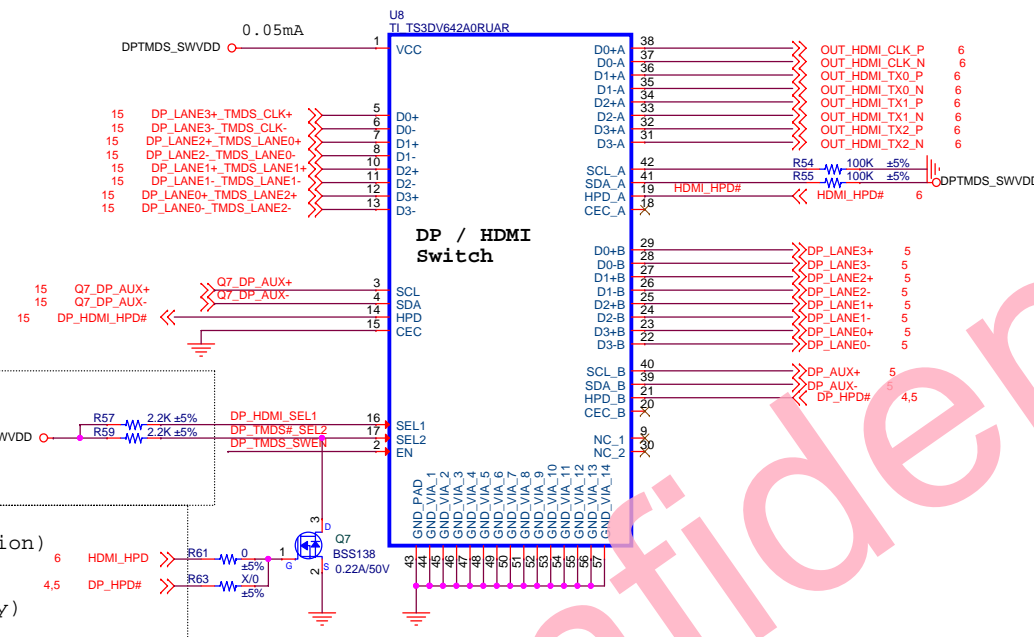 U8
TI_TS3DV642A0RUAR
0.05mA
DPTMDS_SWVDD
1
VCC
15 DP_LANE3+_TMDS_CLK+ 5 D0+
15 DP_LANE3-_TMDS_CLK- 6 D0-
15 DP_LANE2+_TMDS_LANE0+ 7 D1+
15 DP_LANE2-_TMDS_LANE0- 8 D1-
15 DP_LANE1+_TMDS_LANE1+ 10 D2+
15 DP_LANE1-_TMDS_LANE1- 11 D2-
15 DP_LANE0+_TMDS_LANE2+ 12 D3+
15 DP_LANE0-_TMDS_LANE2- 13 D3-
D0+A 38 OUT_HDMI_CLK_P 6
D0-A 37 OUT_HDMI_CLK_N 6
D1+A 36 OUT_HDMI_TX0_P 6
D1-A 35 OUT_HDMI_TX0_N 6
D2+A 34 OUT_HDMI_TX1_P 6
D2-A 33 OUT_HDMI_TX1_N 6
D3+A 32 OUT_HDMI_TX2_P 6
D3-A 31 OUT_HDMI_TX2_N 6
SCL_A 42 R54 100K ±5%
SDA_A 41 R55 100K ±5% DPTMDS_SWVDD
HPD_A 19 HDMI_HPD# HDMI_HPD# 6
CEC_A 18
DP / HDMI
Switch
D0+B 29 DP_LANE3+ 5
D0-B 28 DP_LANE3- 5
D1+B 27 DP_LANE2+ 5
D1-B 26 DP_LANE2- 5
D2+B 25 DP_LANE1+ 5
D2-B 24 DP_LANE1- 5
D3+B 23 DP_LANE0+ 5
D3-B 22 DP_LANE0- 5
15 Q7_DP_AUX+ Q7_DP_AUX+ 3 SCL
15 Q7_DP_AUX- Q7_DP_AUX- 4 SDA
15 DP_HDMI_HPD# 14 HPD
15 CEC
SCL_B 40 DP_AUX+ 5
SDA_B 39 DP_AUX- 5
HPD_B 21 DP_HPD# 4,5
CEC_B 20
R57 2.2K ±5% DP_HDMI_SEL1 16 SEL1
WVDD R59 2.2K ±5% DP_TMDS#_SEL2 17 SEL2
DP_TMDS_SWEN 2 EN
NC_1 9
NC_2 30
GND_PAD 43
GND_VIA_1 44
GND_VIA_2 45
GND_VIA_3 46
GND_VIA_4 47
GND_VIA_5 48
GND_VIA_6 49
GND_VIA_7 50
GND_VIA_8 51
GND_VIA_9 52
GND_VIA_10 53
GND_VIA_11 54
GND_VIA_12 55
GND_VIA_13 56
GND_VIA_14 57
ion)
6 HDMI_HPD R61 0 ±5%
4,5 DP_HPD# R63 X/0 ±5%
3 D
1 G
2 S
Q7
BSS138
0.22A/50V
y)
nfiden